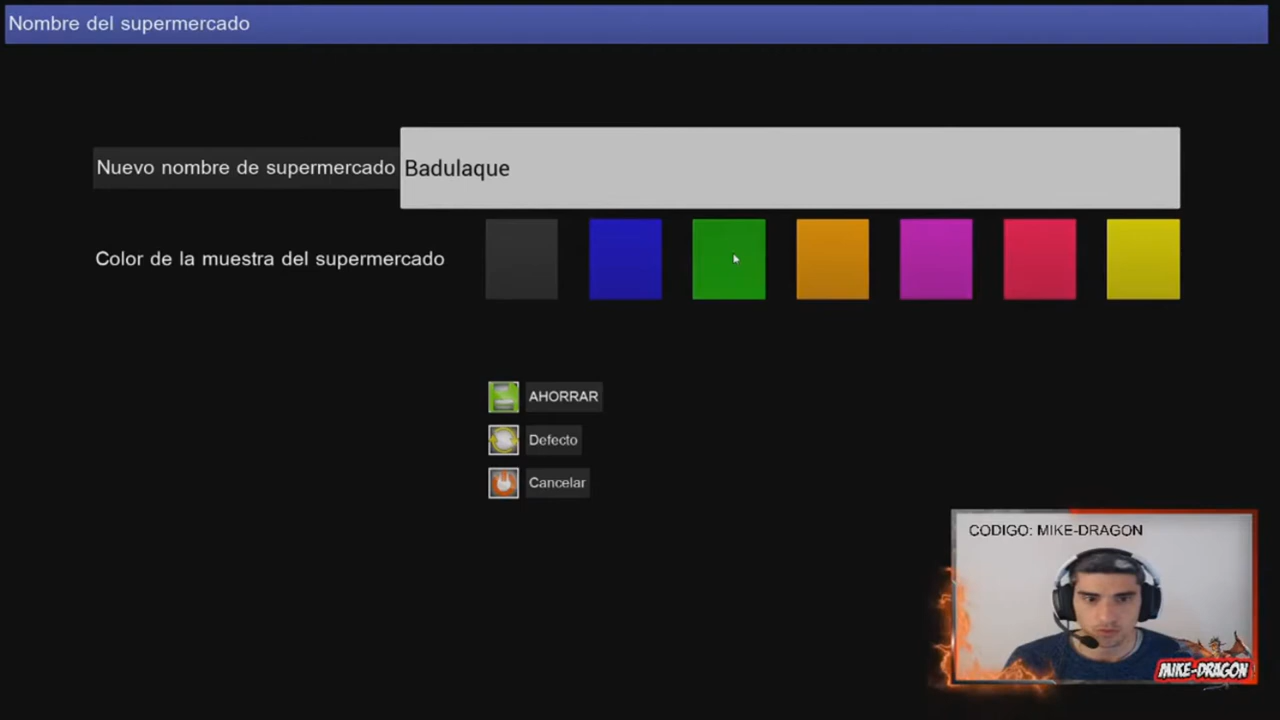 Nombre del supermercado
Nuevo nombre de supermercado Badulaque
Color de la muestra del supermercado
AHORRAR
Defecto
Cancelar
CODIGO: MIKE-DRAGON
MIKE-DRAGON